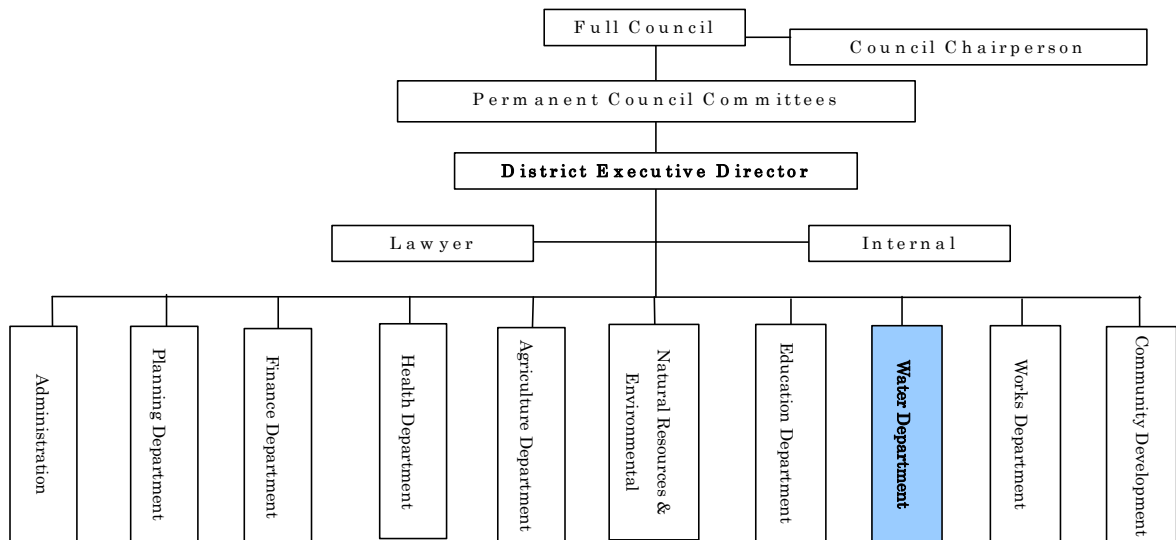 Full Council
Council Chairperson
Permanent Council Committees
District Executive Director
Lawyer
Internal
Administration
Planning Department
Finance Department
Health Department
Agriculture Department
Natural Resources &
Environmental
Education Department
Water Department
Works Department
Community Development